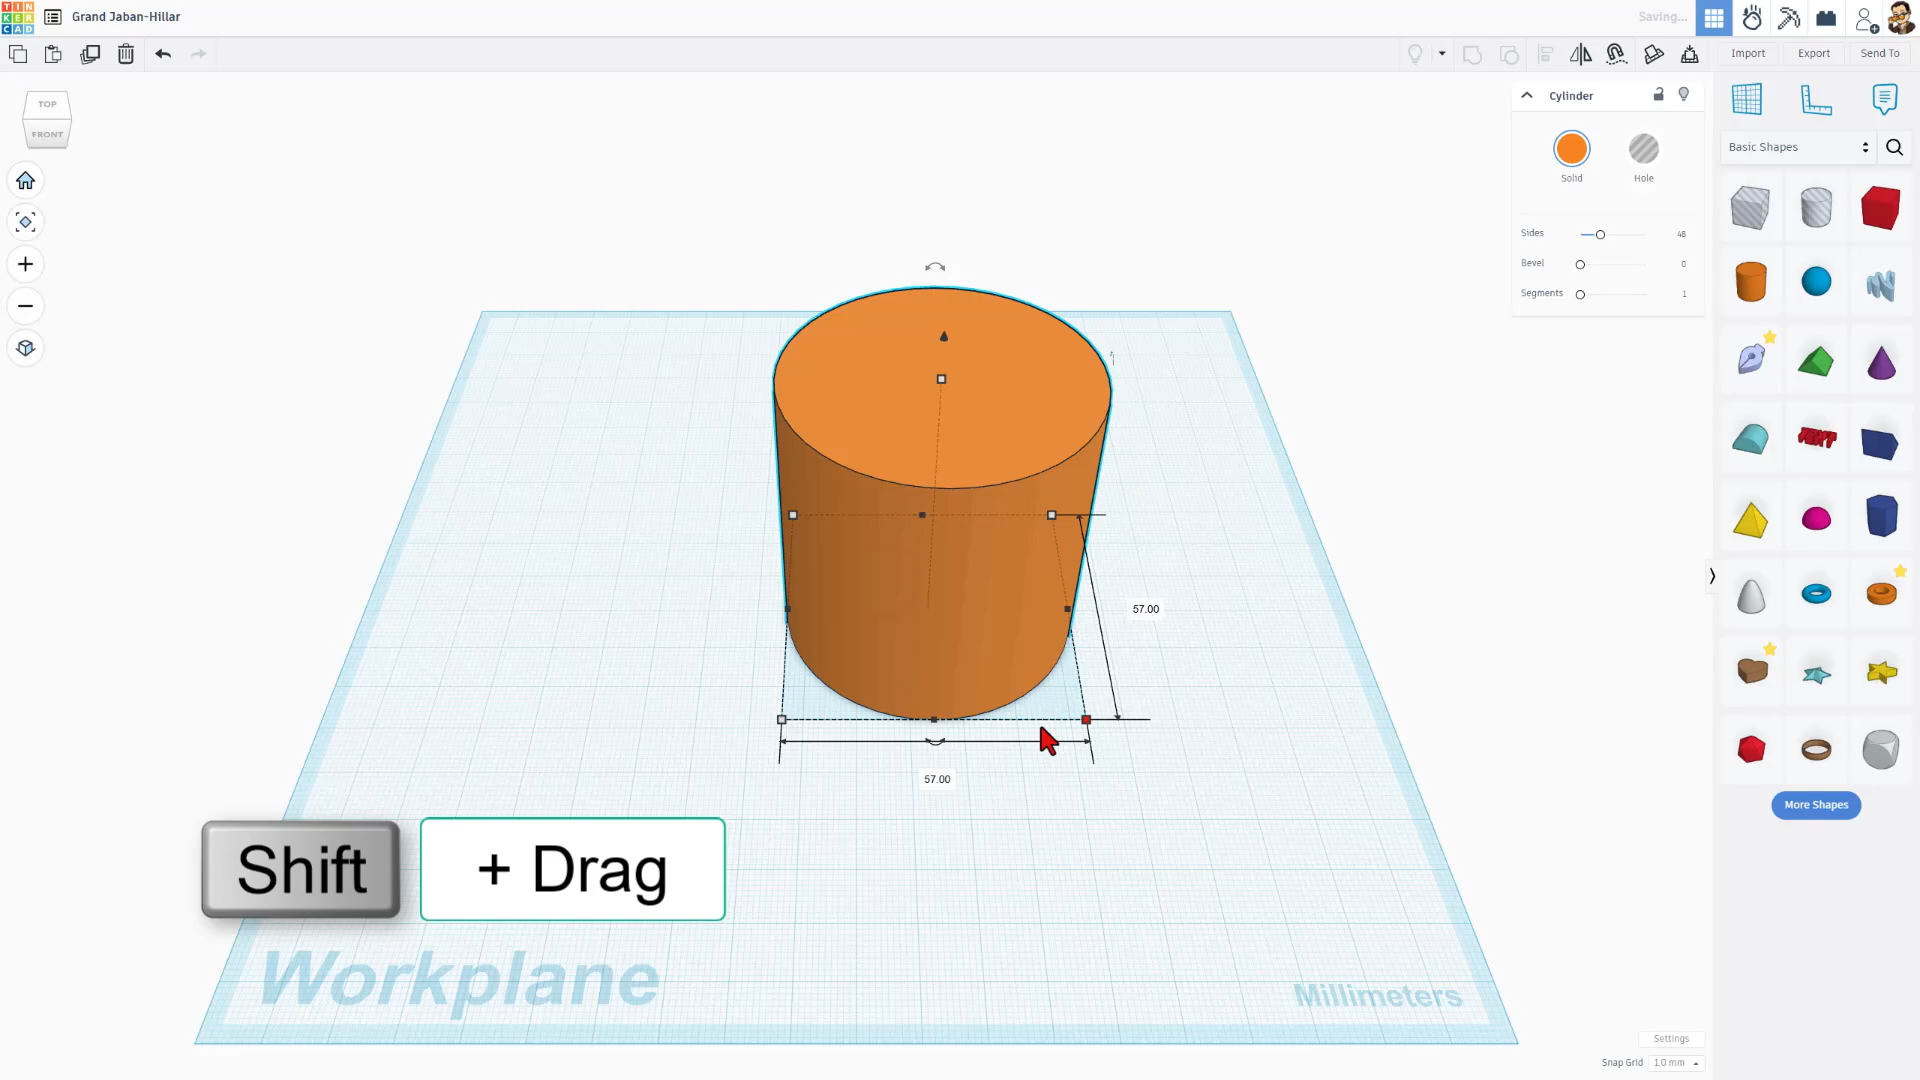 TIN
KER
CAD
Grand Jaban-Hillar
Saving...
Import
Export
Send To
TOP
FRONT
Cylinder
Solid
Hole
Sides
48
Bevel
0
Segments
1
Basic Shapes
57.00
57.00
More Shapes
Shift
+ Drag
Workplane
Millimeters
Settings
Snap Grid
1.0 mm